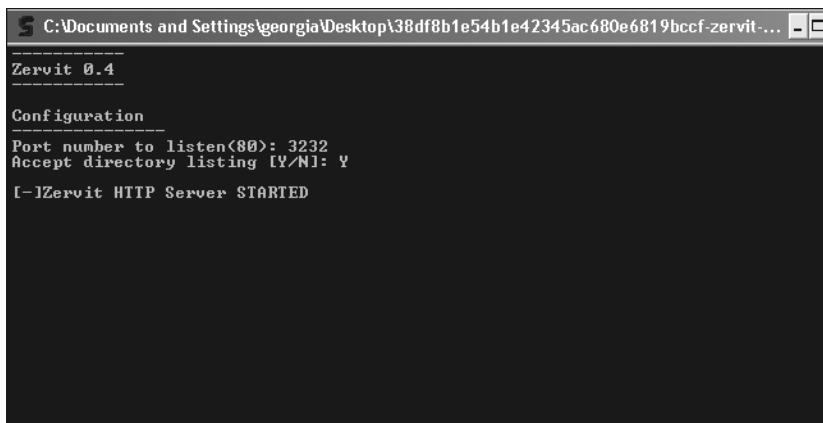 C:\Documents and Settings\georgia\Desktop\38df8b1e54b1e42345ac680e6819bccf-zervit-...
-----------
Zervit 0.4
-----------
Configuration
---------------
Port number to listen(80): 3232
Accept directory listing [Y/N]: Y
[-]Zervit HTTP Server STARTED